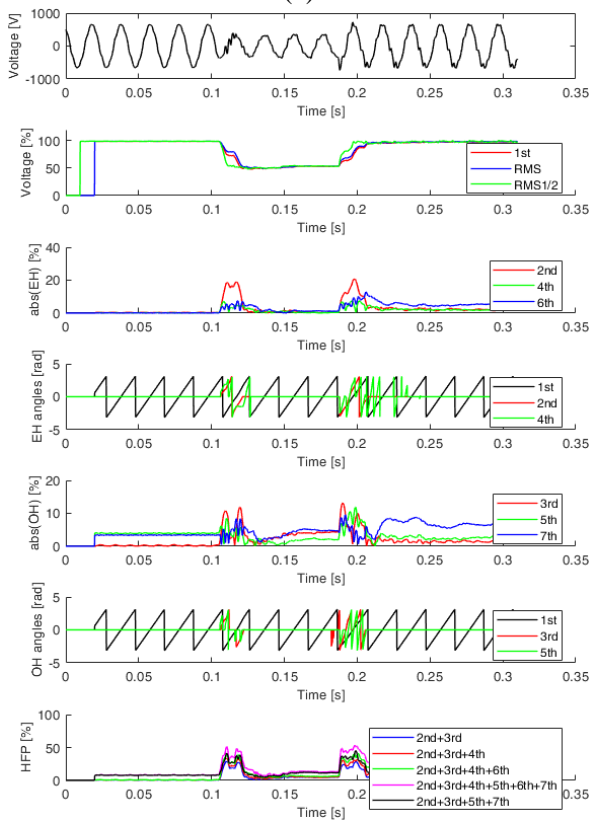 1000
0
-1000
Voltage [V]
0 0.05 0.1 0.15 0.2 0.25 0.3 0.35
Time [s]
100
50
0
Voltage [%]
1st
RMS
RMS1/2
0 0.05 0.1 0.15 0.2 0.25 0.3 0.35
Time [s]
40
20
0
abs(EH) [%]
2nd
4th
6th
0 0.05 0.1 0.15 0.2 0.25 0.3 0.35
Time [s]
5
0
-5
EH angles [rad]
1st
2nd
4th
0 0.05 0.1 0.15 0.2 0.25 0.3 0.35
Time [s]
20
10
0
abs(OH) [%]
3rd
5th
7th
0 0.05 0.1 0.15 0.2 0.25 0.3 0.35
Time [s]
5
0
-5
OH angles [rad]
1st
3rd
5th
0 0.05 0.1 0.15 0.2 0.25 0.3 0.35
Time [s]
100
50
0
HFP [%]
2nd+3rd
2nd+3rd+4th
2nd+3rd+4th+6th
2nd+3rd+4th+5th+6th+7th
2nd+3rd+5th+7th
0 0.05 0.1 0.15 0.2 0.25 0.3 0.35
Time [s]